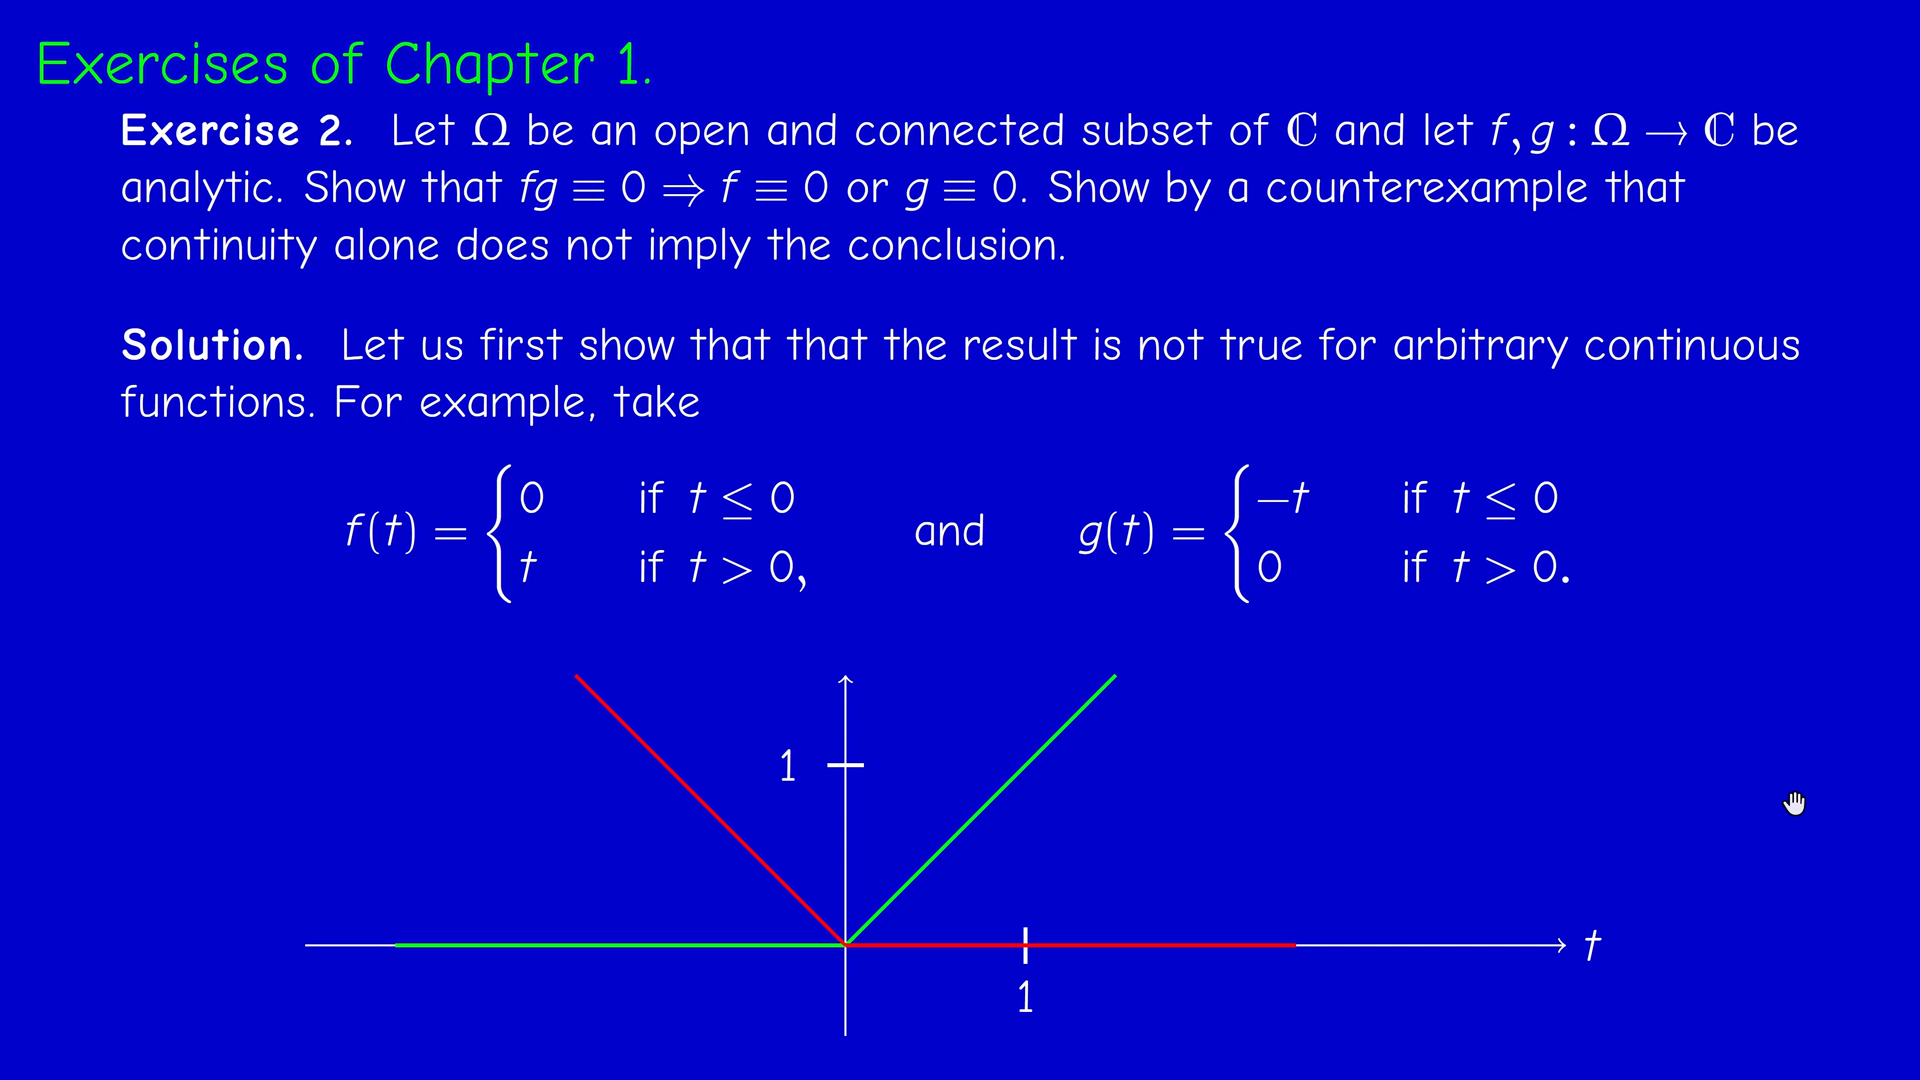 Exercises of Chapter 1.
Exercise 2. Let Ω be an open and connected subset of ℂ and let f, g : Ω → ℂ be
analytic. Show that fg ≡ 0 ⇒ f ≡ 0 or g ≡ 0. Show by a counterexample that
continuity alone does not imply the conclusion.
Solution. Let us first show that that the result is not true for arbitrary continuous
functions. For example, take
f(t) = { 0 if t ≤ 0 t if t > 0, and g(t) = { −t if t ≤ 0 0 if t > 0.
1
t
1